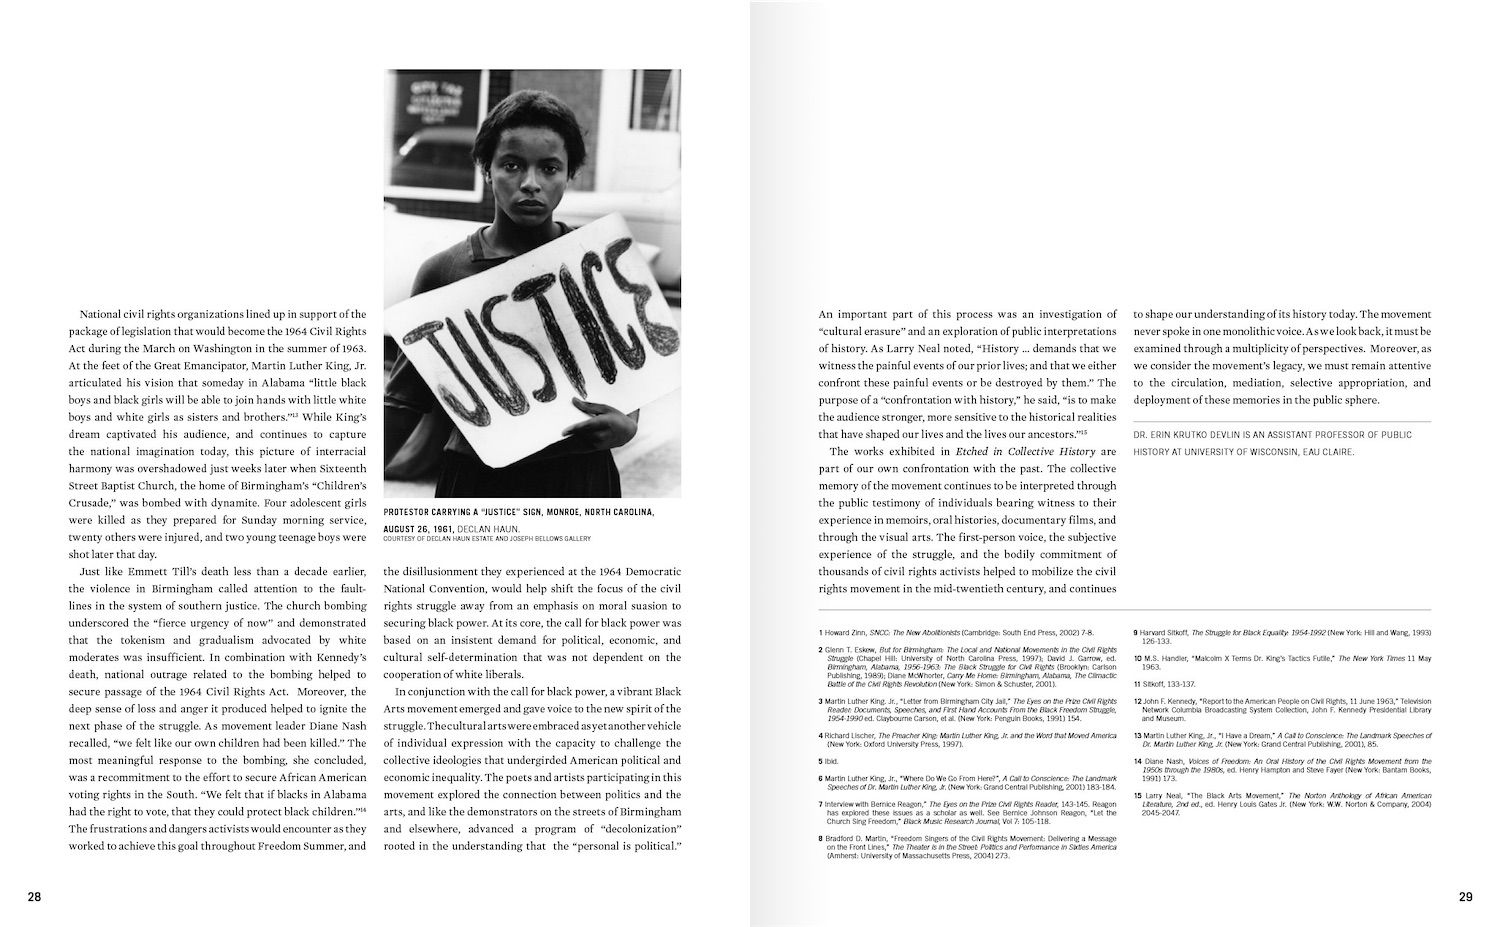 National civil rights organizations lined up in support of the
package of legislation that would become the 1964 Civil Rights
Act during the March on Washington in the summer of 1963.
At the feet of the Great Emancipator, Martin Luther King, Jr.
articulated his vision that someday in Alabama “little black
boys and black girls will be able to join hands with little white
boys and white girls as sisters and brothers.”¹³ While King’s
dream captivated his audience, and continues to capture
the national imagination today, this picture of interracial
harmony was overshadowed just weeks later when Sixteenth
Street Baptist Church, the home of Birmingham’s “Children’s
Crusade,” was bombed with dynamite. Four adolescent girls
were killed as they prepared for Sunday morning service,
twenty others were injured, and two young teenage boys were
shot later that day.
Just like Emmett Till’s death less than a decade earlier,
the violence in Birmingham called attention to the fault-
lines in the system of southern justice. The church bombing
underscored the “fierce urgency of now” and demonstrated
that the tokenism and gradualism advocated by white
moderates was insufficient. In combination with Kennedy’s
death, national outrage related to the bombing helped to
secure passage of the 1964 Civil Rights Act. Moreover, the
deep sense of loss and anger it produced helped to ignite the
next phase of the struggle. As movement leader Diane Nash
recalled, “we felt like our own children had been killed.” The
most meaningful response to the bombing, she concluded,
was a recommitment to the effort to secure African American
voting rights in the South. “We felt that if blacks in Alabama
had the right to vote, that they could protect black children.”¹⁴
The frustrations and dangers activists would encounter as they
worked to achieve this goal throughout Freedom Summer, and
JUSTICE
PROTESTOR CARRYING A “JUSTICE” SIGN, MONROE, NORTH CAROLINA,
AUGUST 26, 1961, DECLAN HAUN.
COURTESY OF DECLAN HAUN ESTATE AND JOSEPH BELLOWS GALLERY
the disillusionment they experienced at the 1964 Democratic
National Convention, would help shift the focus of the civil
rights struggle away from an emphasis on moral suasion to
securing black power. At its core, the call for black power was
based on an insistent demand for political, economic, and
cultural self-determination that was not dependent on the
cooperation of white liberals.
In conjunction with the call for black power, a vibrant Black
Arts movement emerged and gave voice to the new spirit of the
struggle. The cultural arts were embraced as yet another vehicle
of individual expression with the capacity to challenge the
collective ideologies that undergirded American political and
economic inequality. The poets and artists participating in this
movement explored the connection between politics and the
arts, and like the demonstrators on the streets of Birmingham
and elsewhere, advanced a program of “decolonization”
rooted in the understanding that the “personal is political.”
28
An important part of this process was an investigation of
“cultural erasure” and an exploration of public interpretations
of history. As Larry Neal noted, “History ... demands that we
witness the painful events of our prior lives; and that we either
confront these painful events or be destroyed by them.” The
purpose of a “confrontation with history,” he said, “is to make
the audience stronger, more sensitive to the historical realities
that have shaped our lives and the lives our ancestors.”¹⁵
The works exhibited in Etched in Collective History are
part of our own confrontation with the past. The collective
memory of the movement continues to be interpreted through
the public testimony of individuals bearing witness to their
experience in memoirs, oral histories, documentary films, and
through the visual arts. The first-person voice, the subjective
experience of the struggle, and the bodily commitment of
thousands of civil rights activists helped to mobilize the civil
rights movement in the mid-twentieth century, and continues
to shape our understanding of its history today. The movement
never spoke in one monolithic voice. As we look back, it must be
examined through a multiplicity of perspectives. Moreover, as
we consider the movement’s legacy, we must remain attentive
to the circulation, mediation, selective appropriation, and
deployment of these memories in the public sphere.
DR. ERIN KRUTKO DEVLIN IS AN ASSISTANT PROFESSOR OF PUBLIC
HISTORY AT UNIVERSITY OF WISCONSIN, EAU CLAIRE.
1 Howard Zinn, SNCC: The New Abolitionists (Cambridge: South End Press, 2002) 7-8.
2 Glenn T. Eskew, But for Birmingham: The Local and National Movements in the Civil Rights
Struggle (Chapel Hill: University of North Carolina Press, 1997); David J. Garrow, ed.
Birmingham, Alabama, 1956-1963: The Black Struggle for Civil Rights (Brooklyn: Carlson
Publishing, 1989); Diane McWhorter, Carry Me Home: Birmingham, Alabama, The Climactic
Battle of the Civil Rights Revolution (New York: Simon & Schuster, 2001).
3 Martin Luther King. Jr., “Letter from Birmingham City Jail,” The Eyes on the Prize Civil Rights
Reader: Documents, Speeches, and First Hand Accounts From the Black Freedom Struggle,
1954-1990 ed. Claybourne Carson, et al. (New York: Penguin Books, 1991) 154.
4 Richard Lischer, The Preacher King: Martin Luther King, Jr. and the Word that Moved America
(New York: Oxford University Press, 1997).
5 Ibid.
6 Martin Luther King, Jr., “Where Do We Go From Here?”, A Call to Conscience: The Landmark
Speeches of Dr. Martin Luther King, Jr. (New York: Grand Central Publishing, 2001) 183-184.
7 Interview with Bernice Reagon,” The Eyes on the Prize Civil Rights Reader, 143-145. Reagon
has explored these issues as a scholar as well. See Bernice Johnson Reagon, “Let the
Church Sing Freedom,” Black Music Research Journal, Vol 7: 105-118.
8 Bradford D. Martin, “Freedom Singers of the Civil Rights Movement: Delivering a Message
on the Front Lines,” The Theater is in the Street: Politics and Performance in Sixties America
(Amherst: University of Massachusetts Press, 2004) 273.
9 Harvard Sitkoff, The Struggle for Black Equality: 1954-1992 (New York: Hill and Wang, 1993)
126-133.
10 M.S. Handler, “Malcolm X Terms Dr. King’s Tactics Futile,” The New York Times 11 May
1963.
11 Sitkoff, 133-137.
12 John F. Kennedy, “Report to the American People on Civil Rights, 11 June 1963,” Television
Network Columbia Broadcasting System Collection, John F. Kennedy Presidential Library
and Museum.
13 Martin Luther King, Jr., “I Have a Dream,” A Call to Conscience: The Landmark Speeches of
Dr. Martin Luther King, Jr. (New York: Grand Central Publishing, 2001), 85.
14 Diane Nash, Voices of Freedom: An Oral History of the Civil Rights Movement from the
1950s through the 1980s, ed. Henry Hampton and Steve Fayer (New York: Bantam Books,
1991) 173.
15 Larry Neal, “The Black Arts Movement,” The Norton Anthology of African American
Literature, 2nd ed., ed. Henry Louis Gates Jr. (New York: W.W. Norton & Company, 2004)
2045-2047.
29